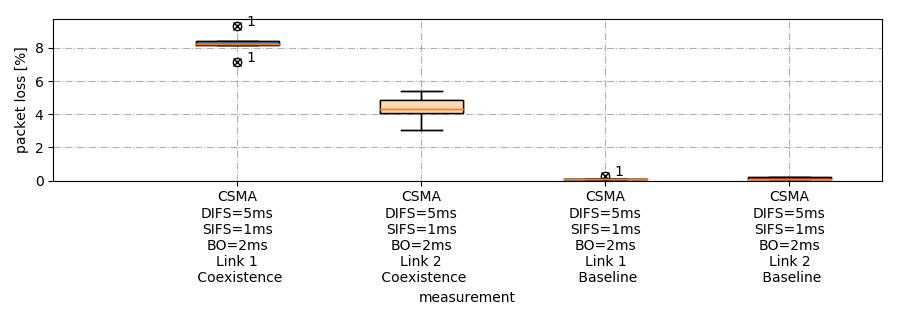 packet loss [%]
8
6
4
2
0
1
1
1
CSMA
DIFS=5ms
SIFS=1ms
BO=2ms
Link 1
Coexistence
CSMA
DIFS=5ms
SIFS=1ms
BO=2ms
Link 2
Coexistence
CSMA
DIFS=5ms
SIFS=1ms
BO=2ms
Link 1
Baseline
CSMA
DIFS=5ms
SIFS=1ms
BO=2ms
Link 2
Baseline
measurement